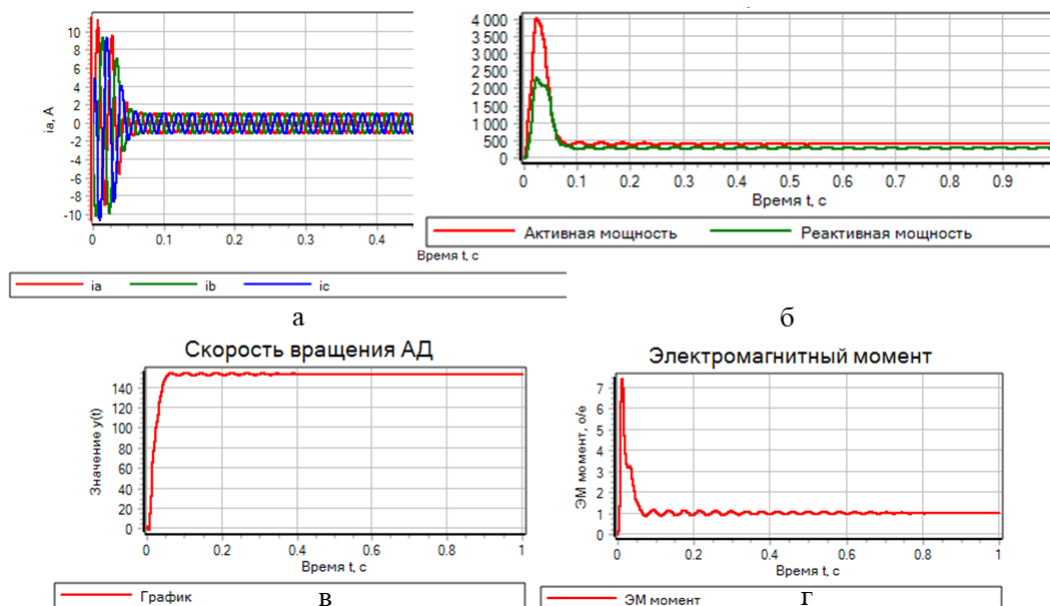 ia, A
10
8
6
4
2
0
-2
-4
-6
-8
-10
0 0.1 0.2 0.3 0.4
Время t, с
ia ib ic
а
4 000
3 500
3 000
2 500
2 000
1 500
1 000
500
0
0 0.1 0.2 0.3 0.4 0.5 0.6 0.7 0.8 0.9
Время t, с
Активная мощность Реактивная мощность
б
Скорость вращения АД
Значение y(t)
140
120
100
80
60
40
20
0
0 0.2 0.4 0.6 0.8 1
Время t, с
График
в
Электромагнитный момент
ЭМ момент, о/е
7
6
5
4
3
2
1
0
0 0.2 0.4 0.6 0.8 1
Время t, с
ЭМ момент
г